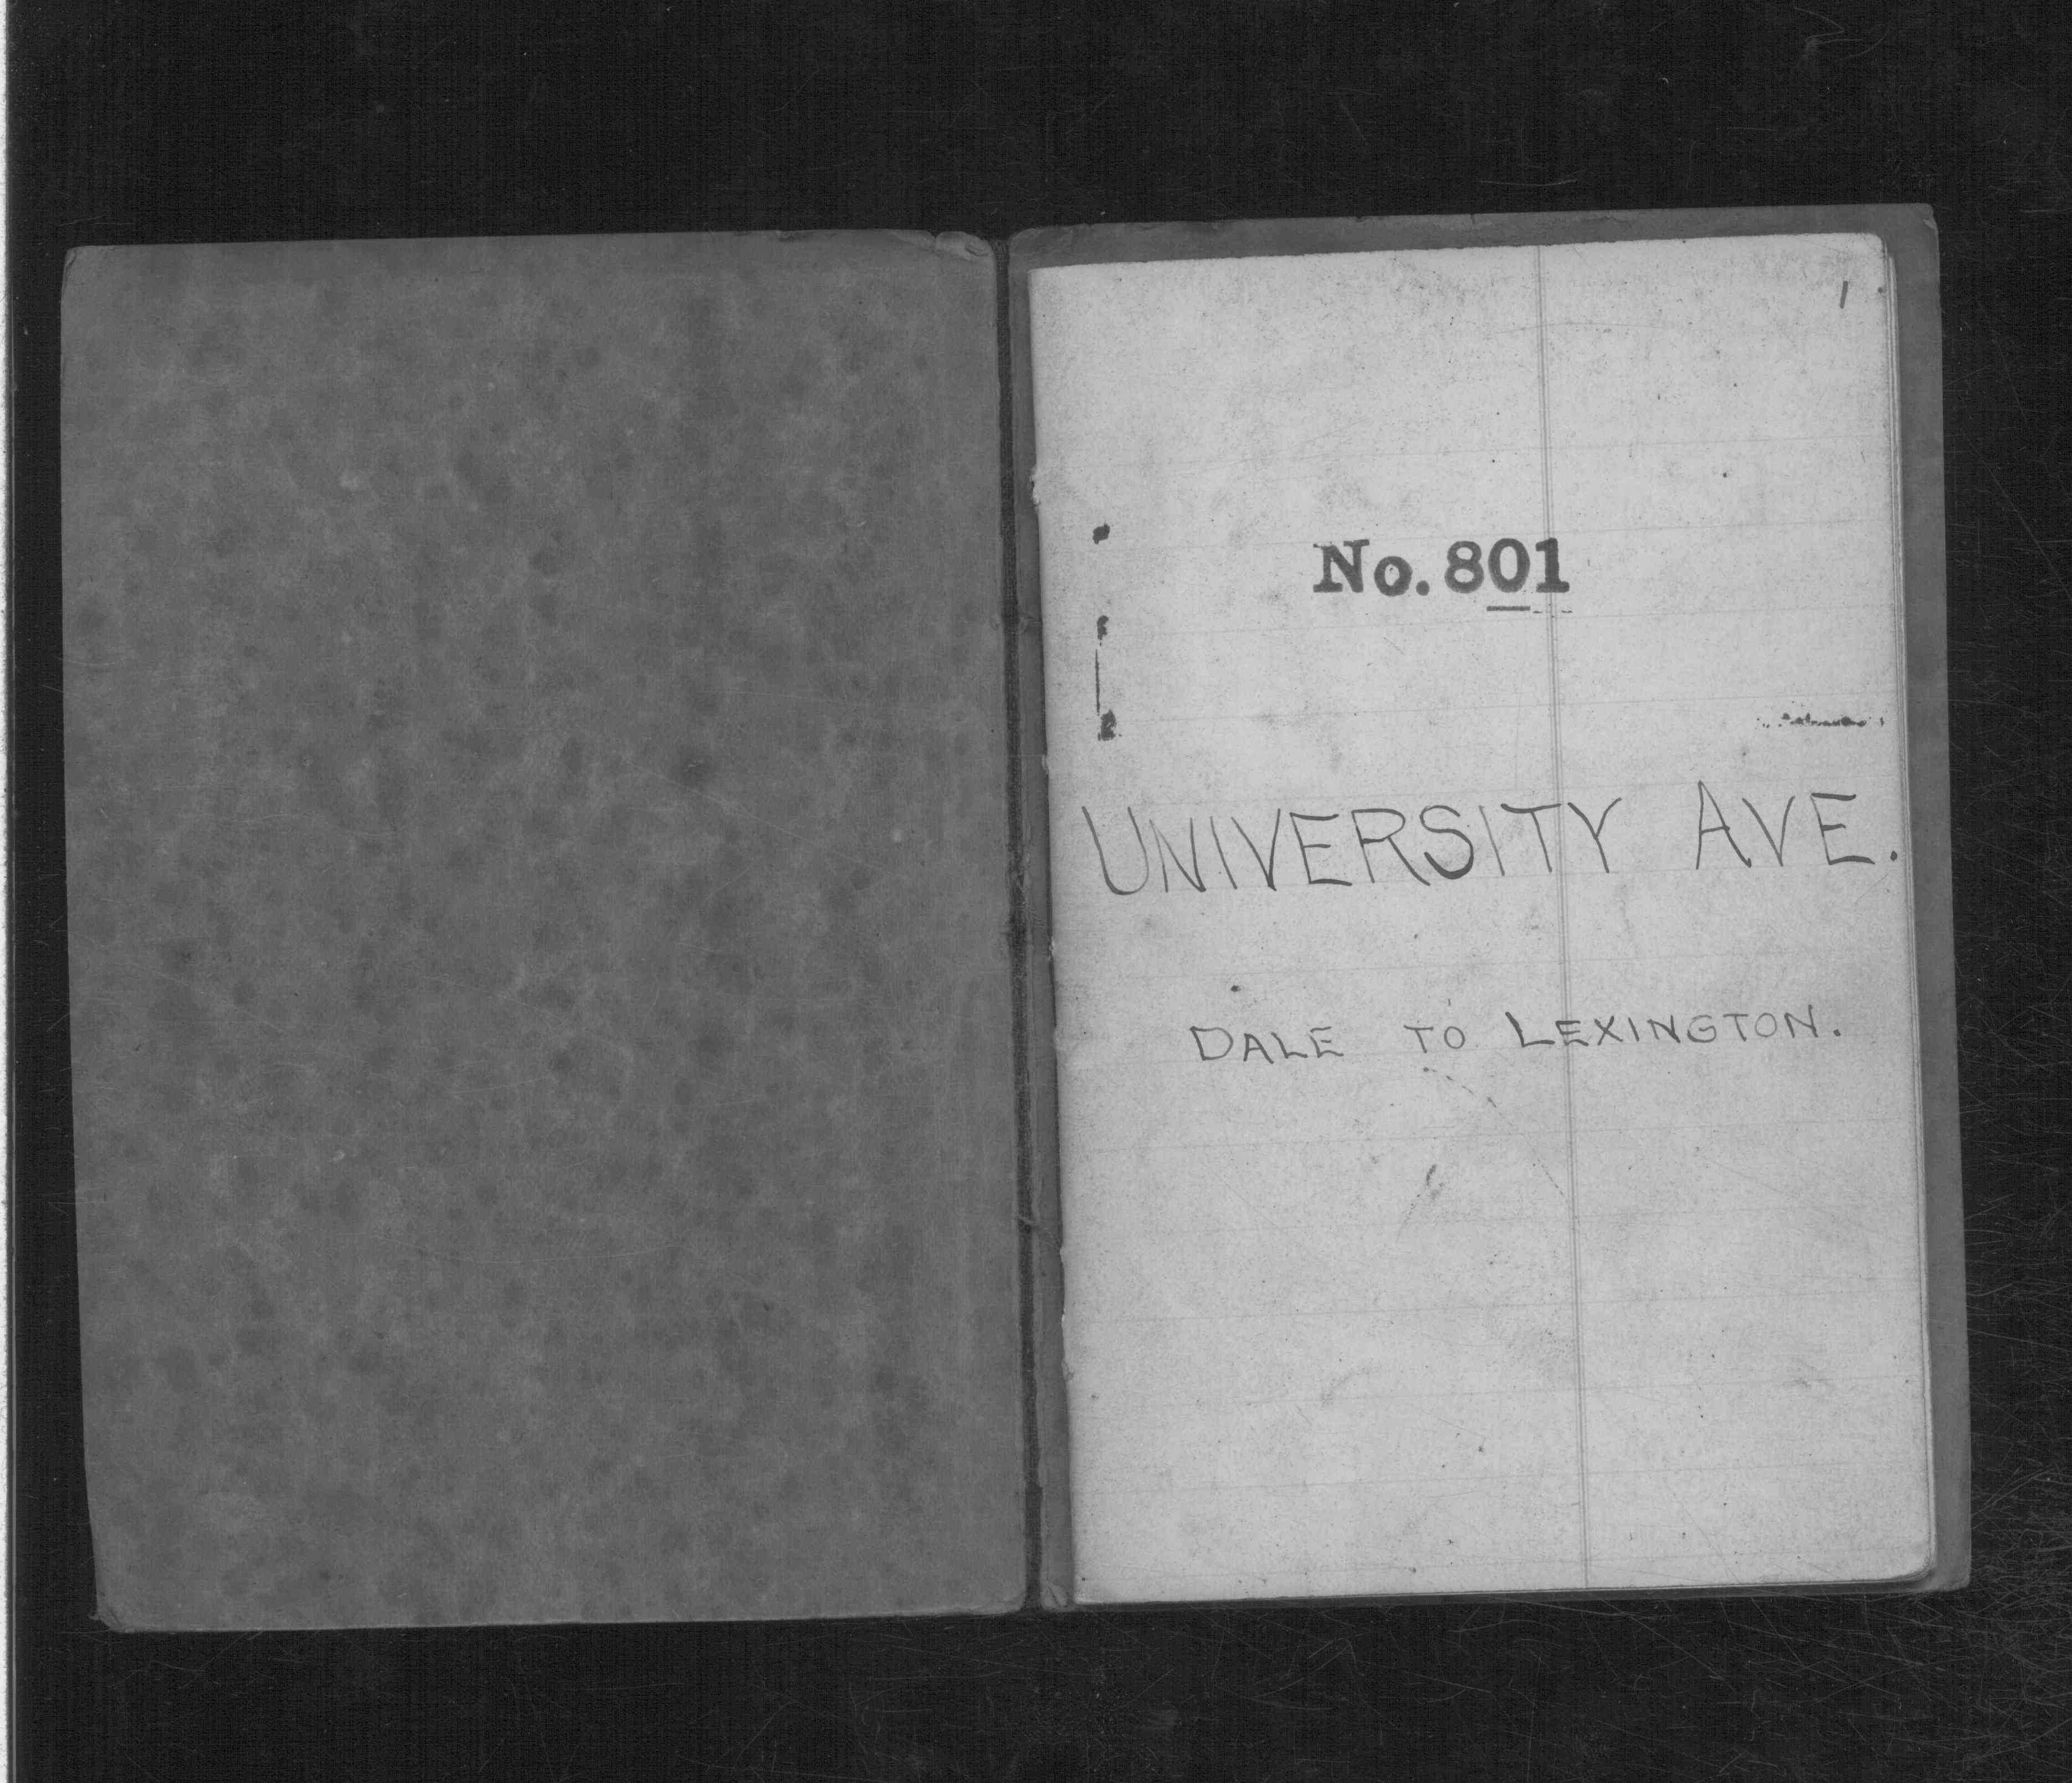 1
No. 801
UNIVERSITY AVE.
DALE TO LEXINGTON.